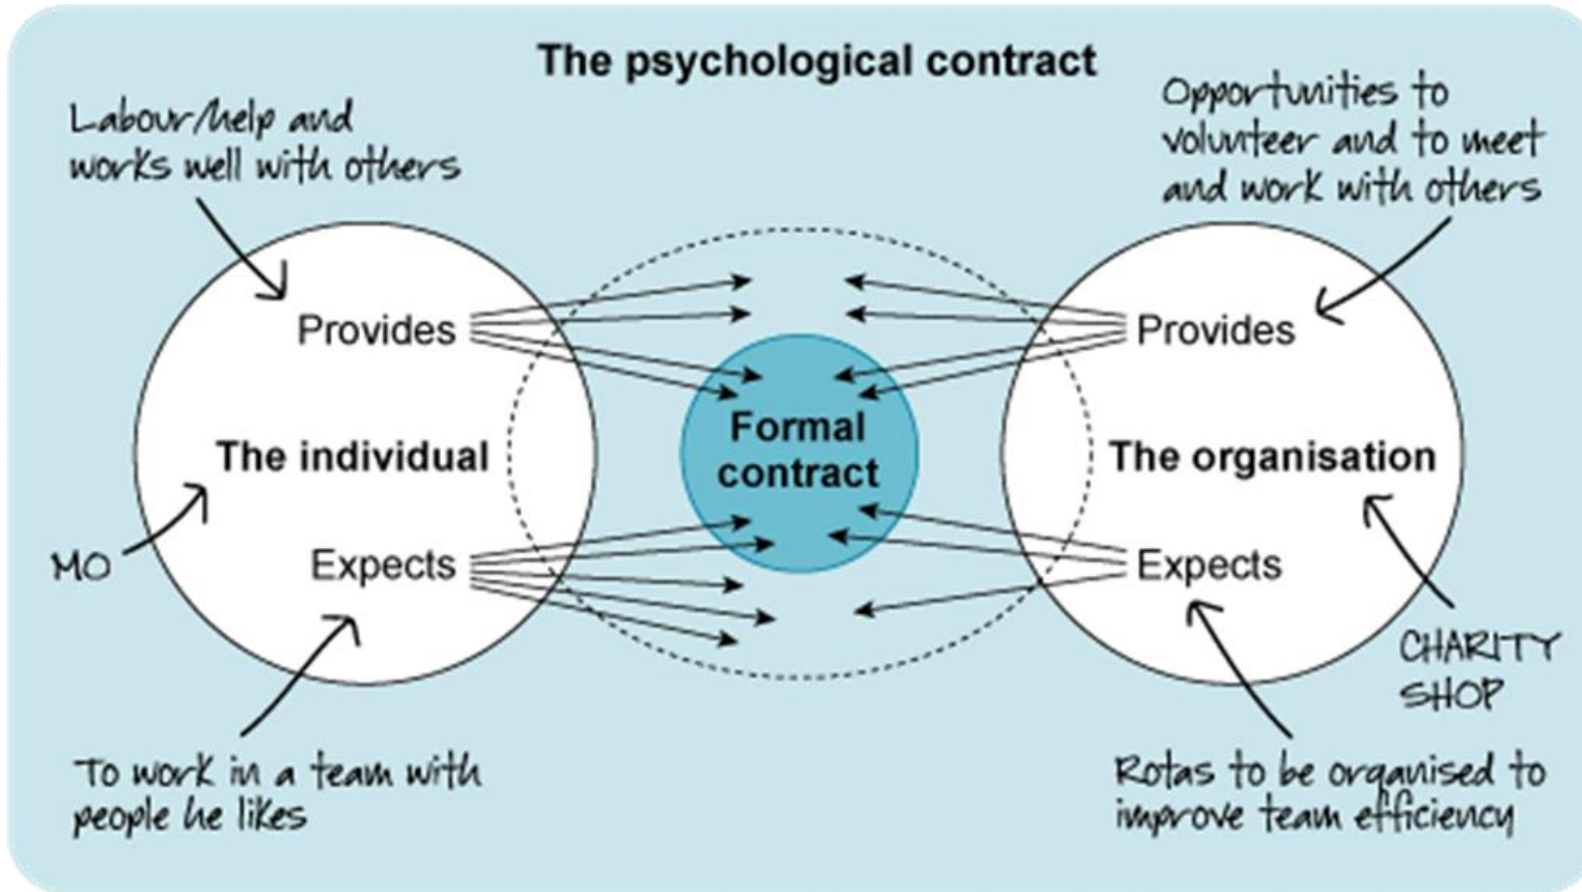 The psychological contract
Labour/help and
works well with others
Opportunities to
volunteer and to meet
and work with others
Provides
Provides
Formal
contract
The individual
The organisation
MO
Expects
Expects
CHARITY
SHOP
To work in a team with
people he likes
Rotas to be organised to
improve team efficiency